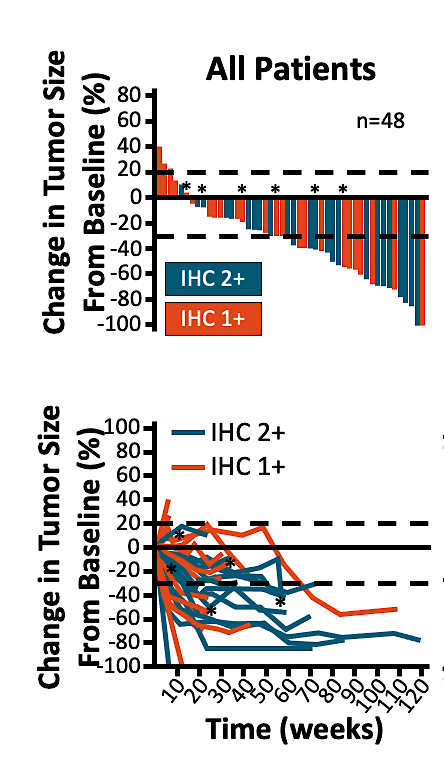 All Patients
Change in Tumor Size
From Baseline (%)
80
60
40
20
0
-20
-40
-60
-80
-100
n=48
* * * * * *
IHC 2+
IHC 1+
Change in Tumor Size
From Baseline (%)
100
80
60
40
20
0
-20
-40
-60
-80
-100
IHC 2+
IHC 1+
*
*
*
*
*
10 20 30 40 50 60 70 80 90 100 110 120
Time (weeks)